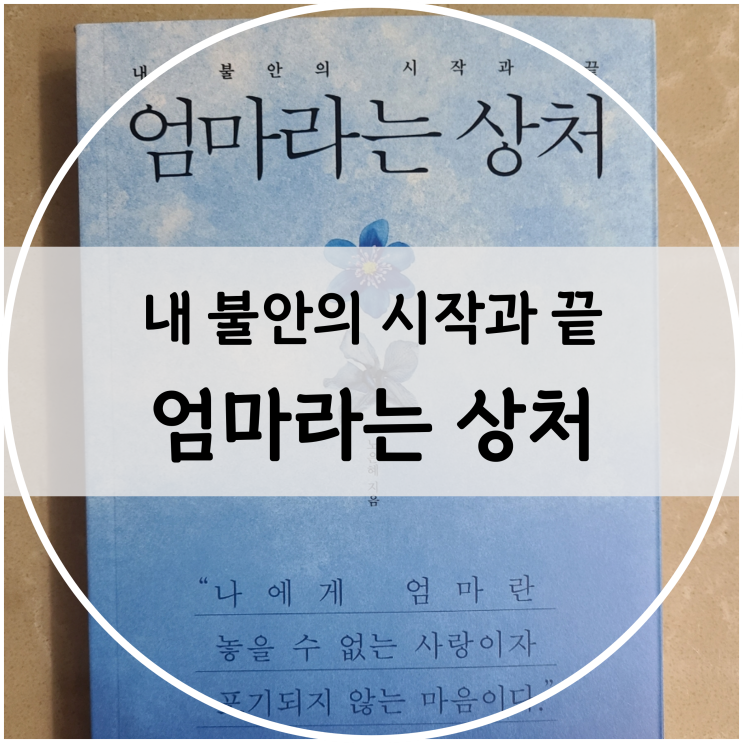 내 불안의 시작과 끝
엄마라는 상처
내 불안의 시작과 끝
엄마라는 상처
지음
“나에게 엄마란
놓을 수 없는 사랑이자
포기되지 않는 마음이다.”